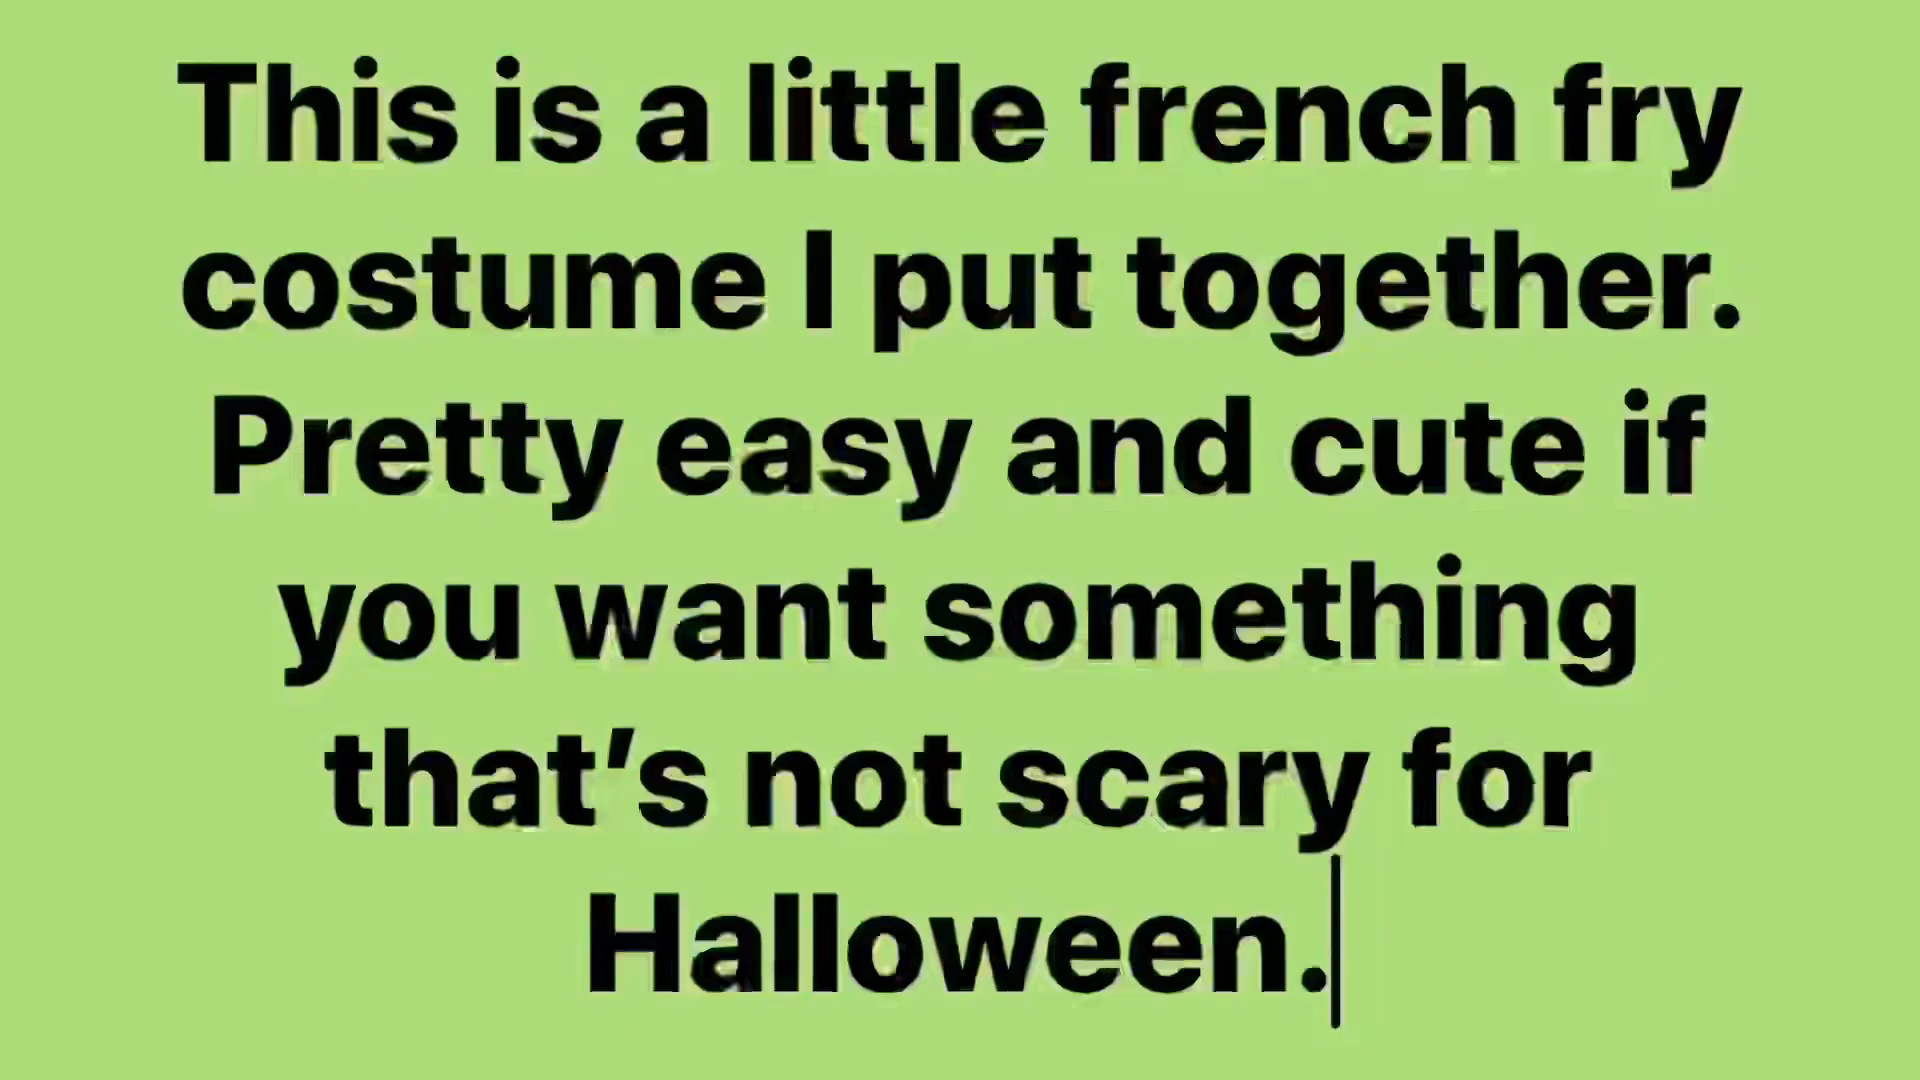 This is a little french fry
costume I put together.
Pretty easy and cute if
you want something
that’s not scary for
Halloween.